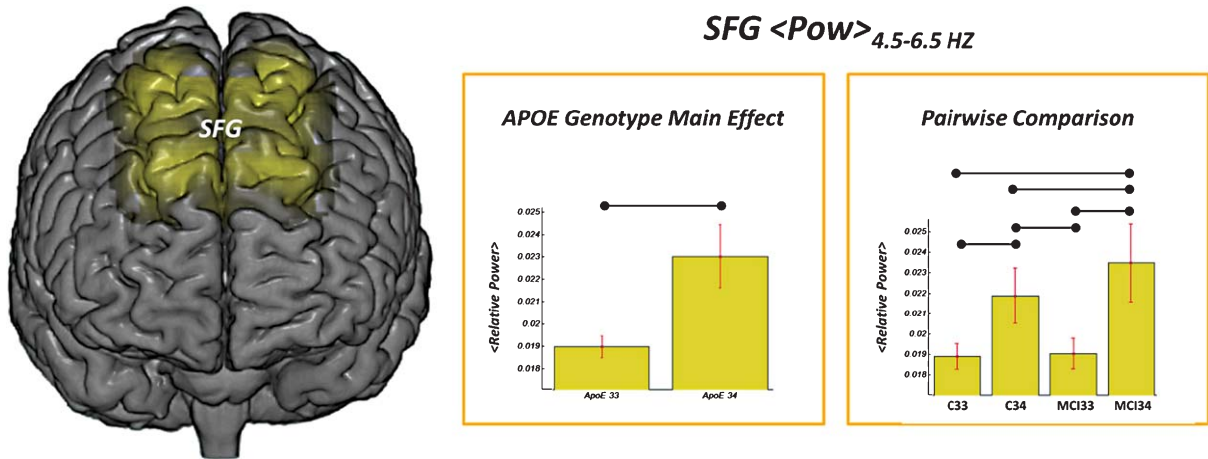 SFG <Pow>4.5-6.5 HZ
SFG
APOE Genotype Main Effect
<Relative Power>
0.025
0.024
0.023
0.022
0.021
0.02
0.019
0.018
ApoE 33 ApoE 34
Pairwise Comparison
<Relative Power>
0.025
0.024
0.023
0.022
0.021
0.02
0.019
0.018
C33 C34 MCI33 MCI34